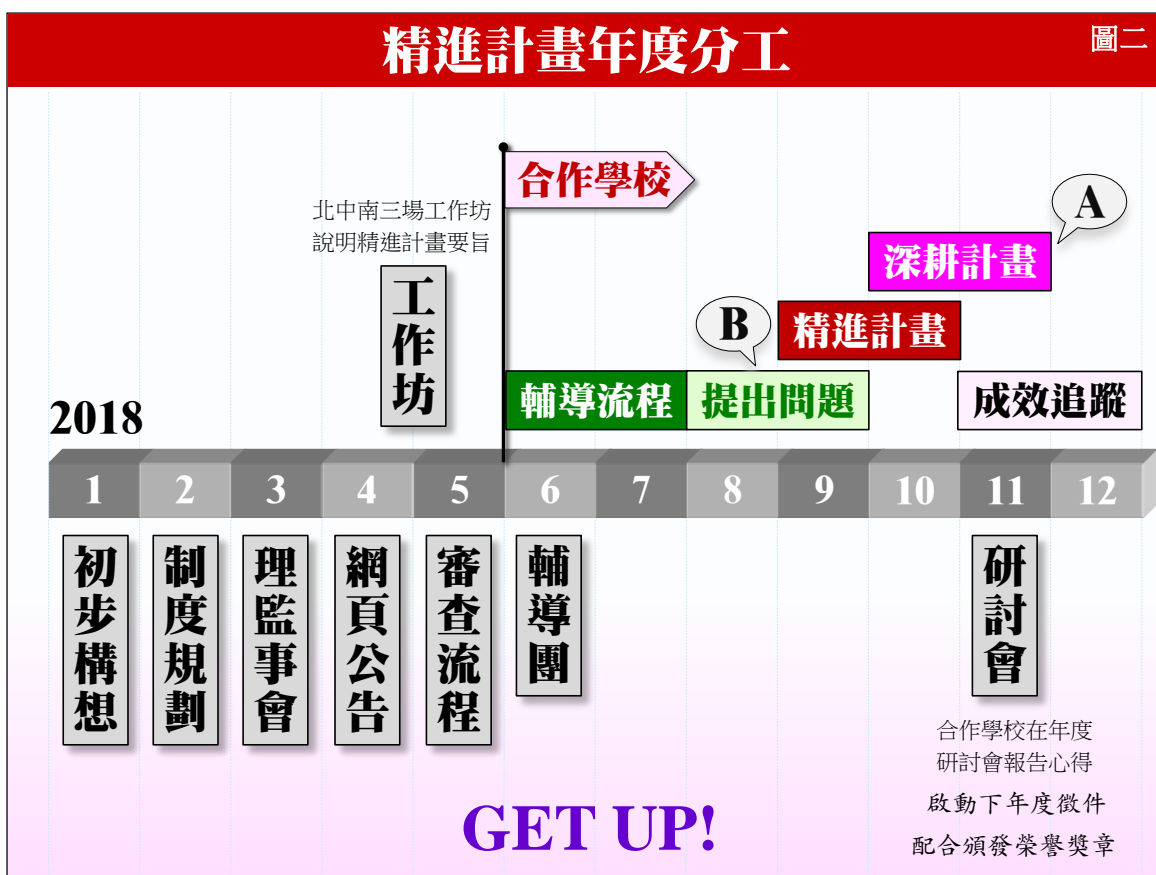 精進計畫年度分工
圖二
合作學校
北中南三場工作坊
說明精進計畫要旨
A
深耕計畫
工作坊
B
精進計畫
輔導流程
提出問題
成效追蹤
2018
1 2 3 4 5 6 7 8 9 10 11 12
初步構想
制度規劃
理監事會
網頁公告
審查流程
輔導團
研討會
合作學校在年度
研討會報告心得
啟動下年度徵件
配合頒發榮譽獎章
GET UP!